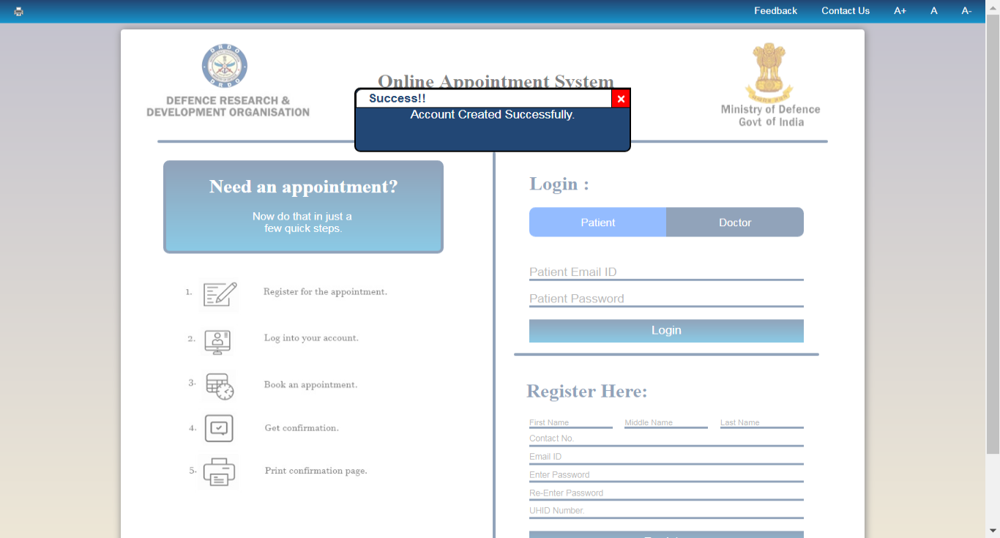 Feedback Contact Us A+ A A-
DRDO
DRDO
DEFENCE RESEARCH &
DEVELOPMENT ORGANISATION
Online Appointment System
Ministry of Defence
Govt of India
Success!!
×
Account Created Successfully.
Need an appointment?
Now do that in just a
few quick steps.
1. Register for the appointment.
2. Log into your account.
3. Book an appointment.
4. Get confirmation.
5. Print confirmation page.
Login :
Patient Doctor
Patient Email ID
Patient Password
Login
Register Here:
First Name Middle Name Last Name
Contact No.
Email ID
Enter Password
Re-Enter Password
UHID Number.